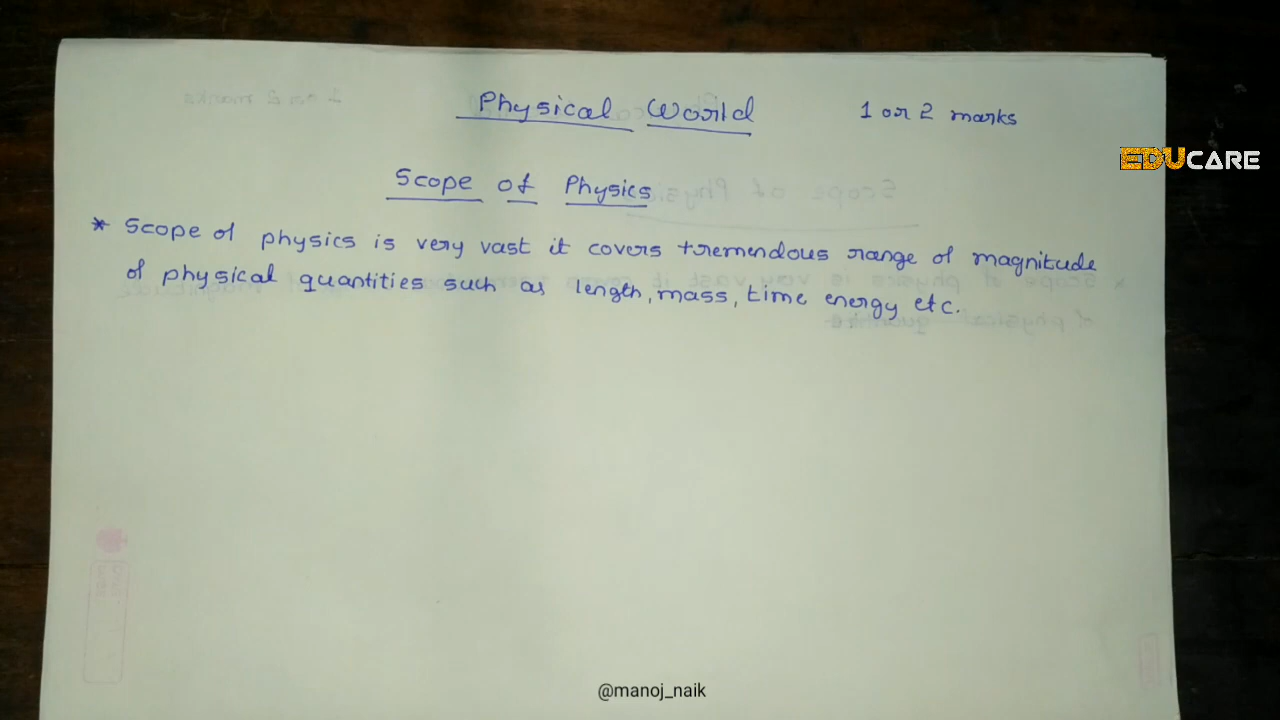 Physical World 1 or 2 marks
EDUCARE
Scope of Physics
* Scope of physics is very vast it covers tremendous range of magnitude
of physical quantities such as length, mass, time energy etc.
@manoj_naik